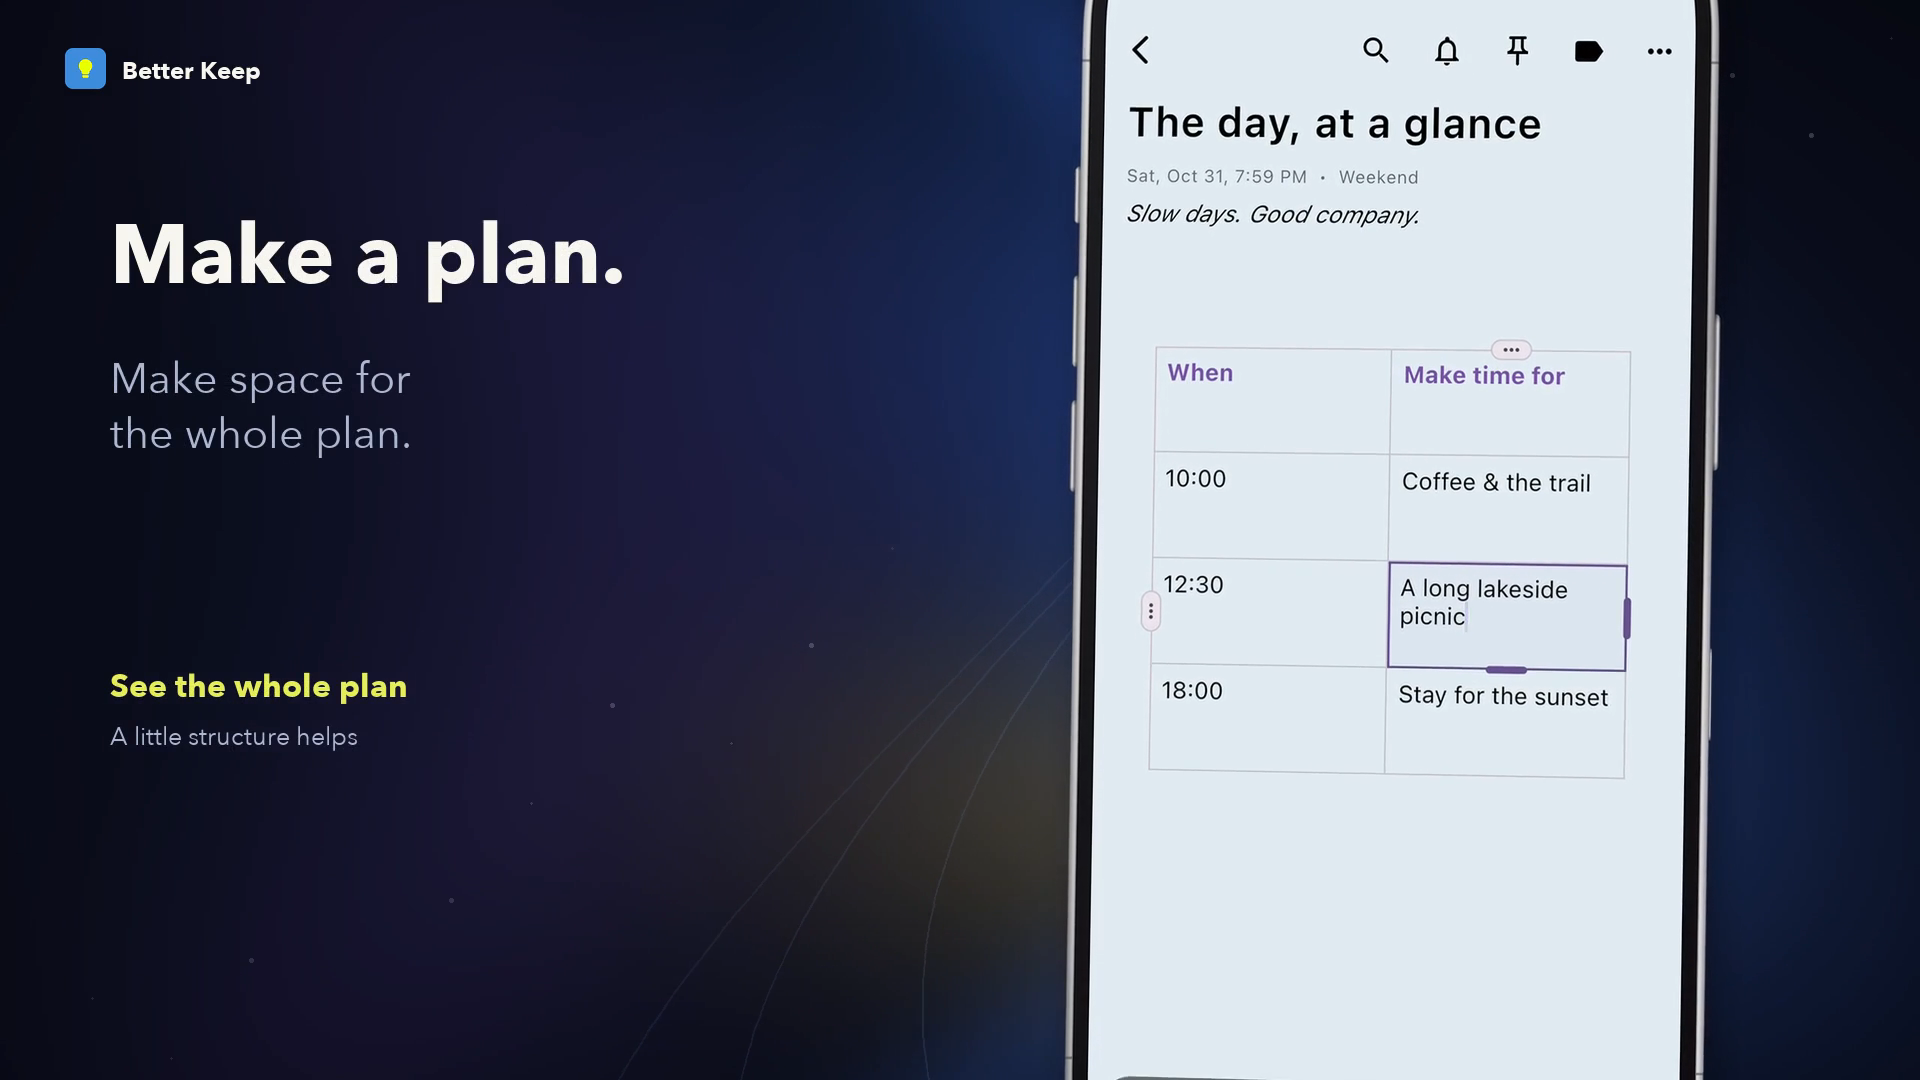 Better Keep
Make a plan.
Make space for
the whole plan.
See the whole plan
A little structure helps
The day, at a glance
Sat, Oct 31, 7:59 PM • Weekend
Slow days. Good company.
When
Make time for
10:00
Coffee & the trail
12:30
A long lakeside
picnic
18:00
Stay for the sunset